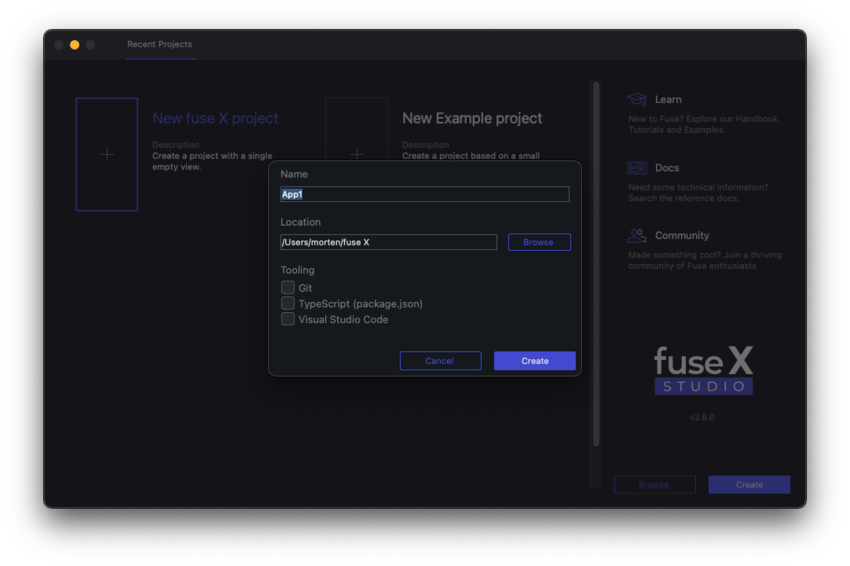 Recent Projects
New fuse X project
Description
Create a project with a single
empty view.
New Example project
Description
Create a project based on a small
Name
App1
Location
/Users/morten/fuse X
Browse
Tooling
Git
TypeScript (package.json)
Visual Studio Code
Cancel
Create
Learn
New to Fuse? Explore our Handbook,
Tutorials and Examples.
Docs
Need some technical information?
Search the reference docs.
Community
Made something cool? Join a thriving
community of Fuse enthusiasts
fuse X
STUDIO
v2.6.0
Browse
Create